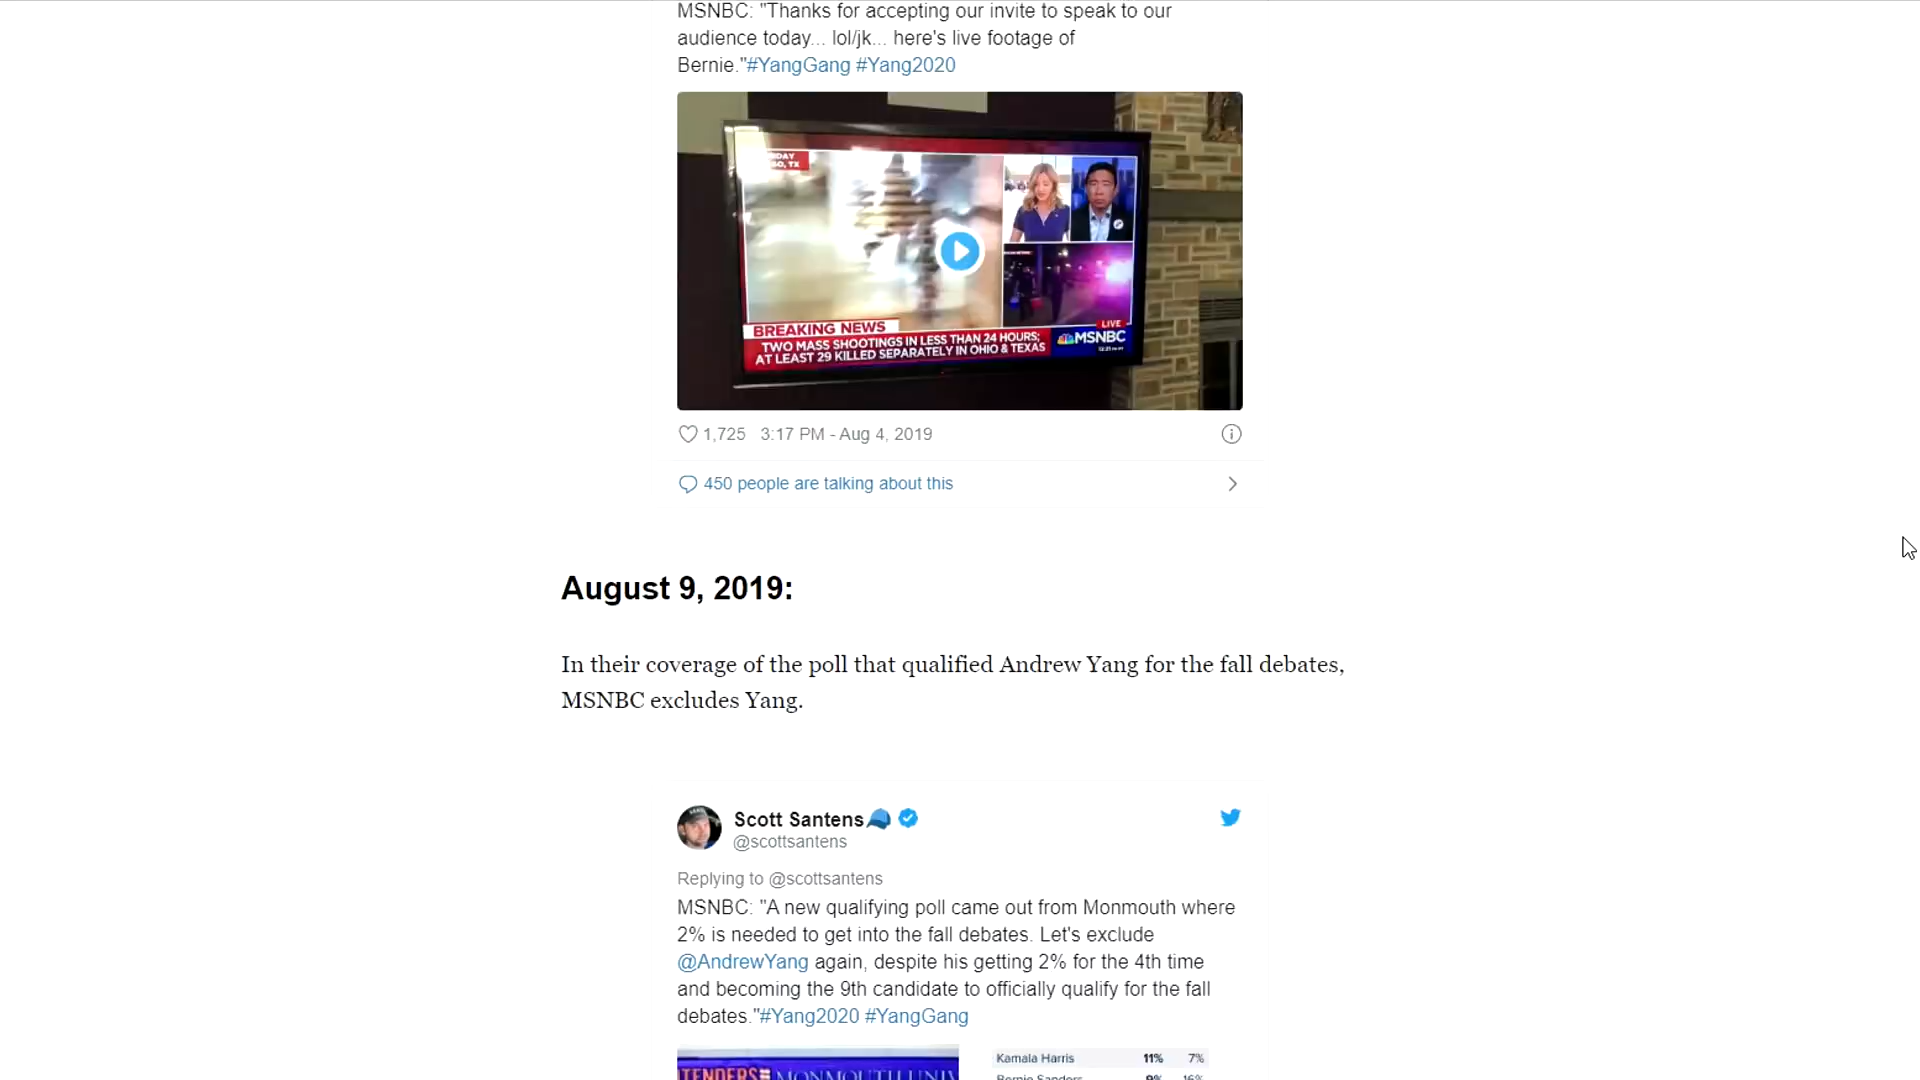 MSNBC: "Thanks for accepting our invite to speak to our
audience today... lol/jk... here's live footage of
Bernie."#YangGang #Yang2020
BREAKING NEWS
TWO MASS SHOOTINGS IN LESS THAN 24 HOURS;
AT LEAST 29 KILLED SEPARATELY IN OHIO & TEXAS
LIVE
MSNBC
1,725 3:17 PM - Aug 4, 2019
450 people are talking about this
August 9, 2019:
In their coverage of the poll that qualified Andrew Yang for the fall debates,
MSNBC excludes Yang.
Scott Santens
@scottsantens
Replying to @scottsantens
MSNBC: "A new qualifying poll came out from Monmouth where
2% is needed to get into the fall debates. Let's exclude
@AndrewYang again, despite his getting 2% for the 4th time
and becoming the 9th candidate to officially qualify for the fall
debates."#Yang2020 #YangGang
Kamala Harris 11% 7%
Bernie Sanders 9% 16%